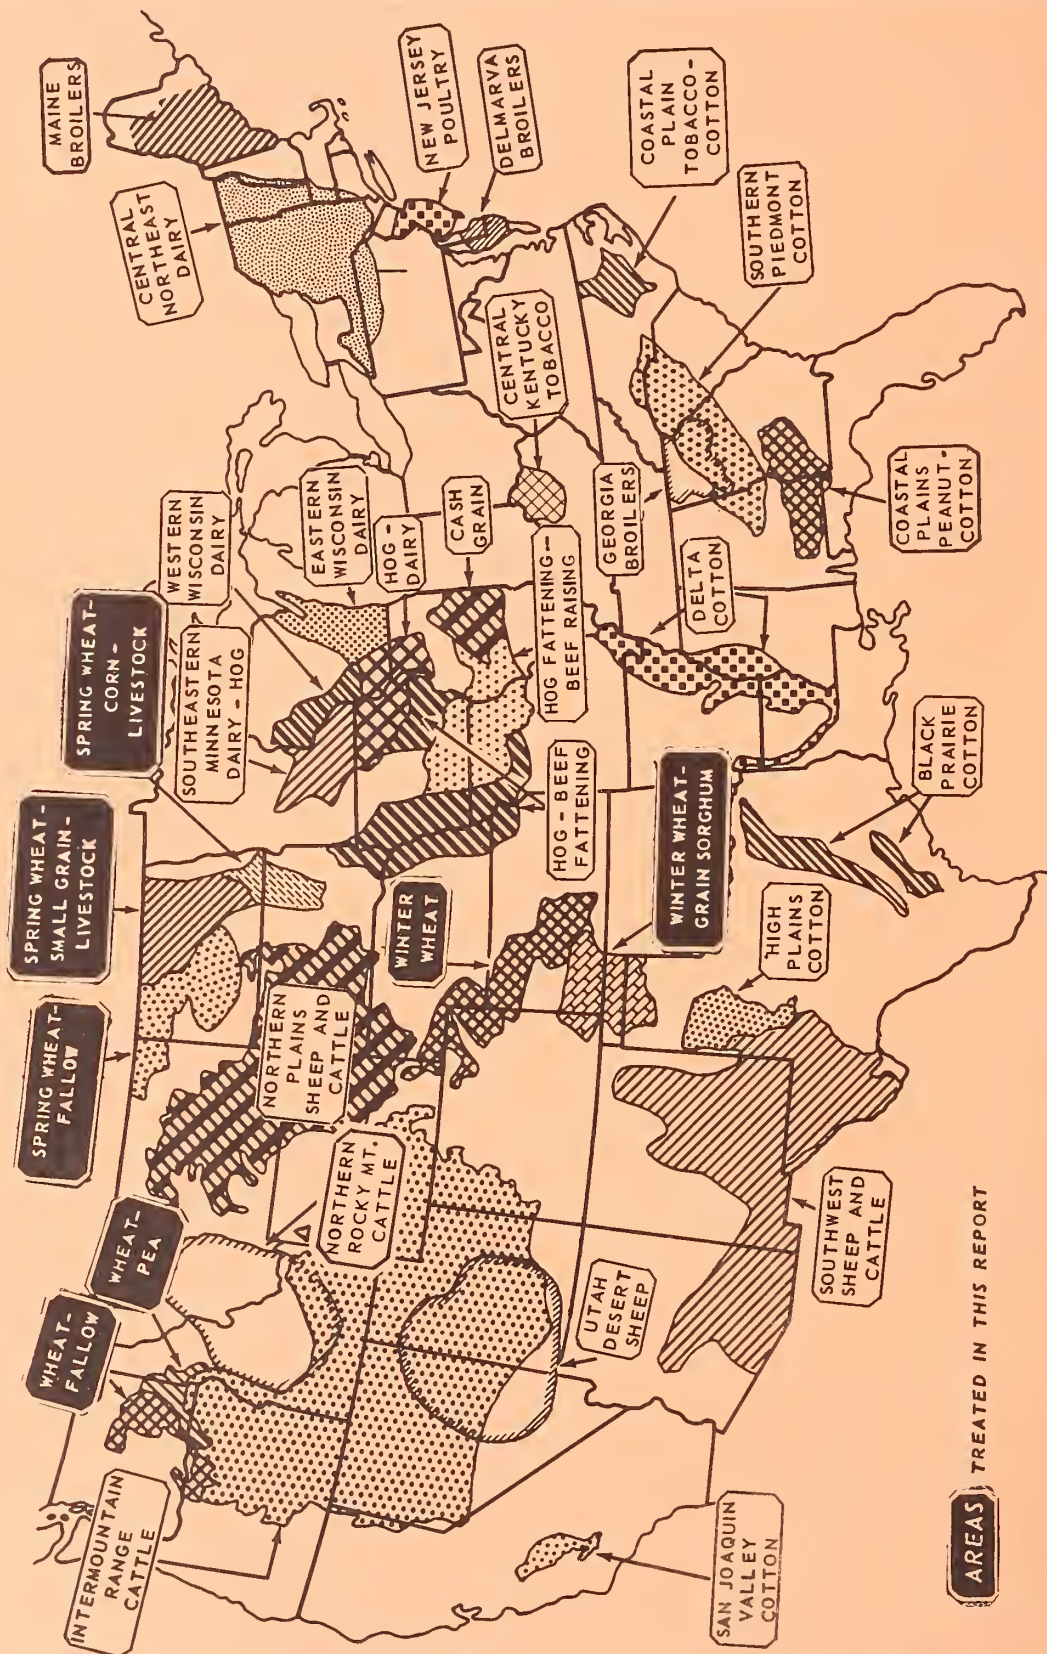 MAINE
BROILERS
CENTRAL
NORTHEAST
DAIRY
NEW JERSEY
POULTRY
DELMARVA
BROILERS
COASTAL
PLAIN
TOBACCO-
COTTON
SOUTHERN
PIEDMONT
COTTON
CENTRAL
KENTUCKY
TOBACCO
GEORGIA
BROILERS
COASTAL
PLAINS
PEANUT-
COTTON
DELTA
COTTON
WESTERN
WISCONSIN
DAIRY
EASTERN
WISCONSIN
DAIRY
HOG-
DAIRY
CASH
GRAIN
HOG FATTENING—
BEEF RAISING
SOUTHEASTERN
MINNESOTA
DAIRY-HOG
SPRING WHEAT-
CORN-
LIVESTOCK
SPRING WHEAT-
SMALL GRAIN-
LIVESTOCK
SPRING WHEAT-
FALLOW
HOG-BEEF
FATTENING
WINTER
WHEAT
WINTER WHEAT-
GRAIN SORGHUM
BLACK
PRAIRIE
COTTON
HIGH
PLAINS
COTTON
NORTHERN
PLAINS
SHEEP AND
CATTLE
NORTHERN
ROCKY MT.
CATTLE
WHEAT-
PEA
WHEAT-
FALLOW
UTAH
DESERT
SHEEP
SOUTHWEST
SHEEP AND
CATTLE
INTERMOUNTAIN
RANGE
CATTLE
SAN JOAQUIN
VALLEY
COTTON
AREAS TREATED IN THIS REPORT